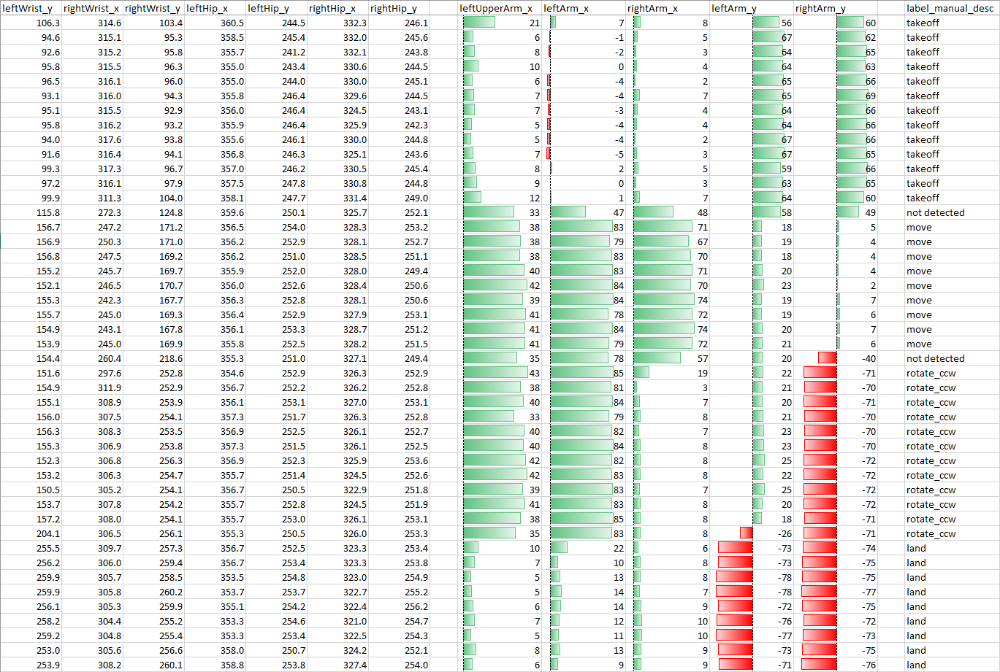 leftWrist_y rightWrist_x rightWrist_y leftHip_x leftHip_y rightHip_x rightHip_y leftUpperArm_x leftArm_x rightArm_x leftArm_y rightArm_y label_manual_desc
106.3 314.6 103.4 360.5 244.5 332.3 246.1 21 7 8 56 60 takeoff
94.6 315.1 95.3 358.5 245.4 332.0 245.6 6 -1 5 67 62 takeoff
92.6 315.2 95.8 355.7 241.2 332.1 243.8 8 -2 3 64 65 takeoff
95.8 315.5 96.3 355.0 243.4 330.6 244.5 10 0 4 64 63 takeoff
96.5 316.1 96.0 355.0 244.0 330.0 245.1 6 -4 2 65 66 takeoff
93.1 316.0 94.3 355.8 246.4 329.6 244.5 7 -4 7 65 69 takeoff
95.1 315.5 92.9 356.0 246.4 324.5 243.1 7 -3 4 64 66 takeoff
95.8 316.2 93.2 355.9 246.4 325.9 242.3 5 -4 4 64 66 takeoff
94.0 317.6 93.8 355.6 246.1 330.0 244.8 5 -4 2 67 66 takeoff
91.6 316.4 94.1 356.8 246.3 325.1 243.6 7 -5 3 67 65 takeoff
99.3 317.3 96.7 357.0 246.2 330.5 245.4 8 2 5 59 66 takeoff
97.2 316.1 97.9 357.5 247.8 330.8 244.8 9 0 3 63 65 takeoff
99.9 311.3 104.0 358.1 247.7 331.4 249.0 12 1 7 64 60 takeoff
115.8 272.3 124.8 359.6 250.1 325.7 252.1 33 47 48 58 49 not detected
156.7 247.2 171.2 356.5 254.0 328.3 253.2 38 83 71 18 5 move
156.9 250.3 171.0 356.2 252.9 328.1 252.7 38 79 67 19 4 move
156.8 247.5 169.2 356.2 251.0 328.5 251.1 38 83 70 18 4 move
155.2 245.7 169.7 355.9 252.6 328.0 249.4 40 83 71 20 4 move
152.1 246.5 170.7 356.0 252.6 328.4 250.6 42 84 70 23 2 move
155.3 242.3 167.7 356.3 252.8 328.1 250.6 39 84 74 19 7 move
155.7 245.0 169.3 356.4 252.9 327.9 253.1 41 78 72 19 6 move
154.9 243.1 167.8 356.1 253.3 328.7 251.2 41 84 74 20 7 move
153.9 245.0 169.9 355.8 252.5 328.2 251.5 41 79 72 21 6 move
154.4 260.4 218.6 355.3 251.0 327.1 249.4 35 78 57 20 -40 not detected
151.6 297.6 252.8 354.6 252.9 326.3 252.9 43 85 19 22 -71 rotate_ccw
154.9 311.9 252.9 356.7 252.2 326.2 252.8 38 81 3 21 -70 rotate_ccw
155.1 308.9 253.9 356.1 253.1 327.0 253.1 40 84 7 20 -71 rotate_ccw
156.0 307.5 254.1 357.3 251.7 326.3 252.8 33 79 8 21 -70 rotate_ccw
156.3 308.3 253.5 356.9 252.5 326.1 252.7 40 82 7 23 -70 rotate_ccw
155.3 306.9 253.8 357.3 251.5 326.1 252.5 40 84 8 23 -70 rotate_ccw
152.3 306.8 256.3 356.9 252.3 325.9 253.6 42 82 8 25 -72 rotate_ccw
153.2 306.3 254.7 355.7 251.4 324.5 252.6 42 83 8 22 -72 rotate_ccw
150.5 305.2 254.1 356.7 250.5 322.9 251.8 39 83 7 25 -72 rotate_ccw
153.7 307.8 254.2 355.7 252.8 324.5 251.9 41 83 8 20 -72 rotate_ccw
157.2 308.0 254.1 355.7 253.0 326.1 253.1 38 85 8 18 -71 rotate_ccw
204.1 306.5 256.1 355.3 250.5 326.0 253.3 35 83 8 -26 -71 rotate_ccw
255.5 309.7 257.3 356.7 252.5 323.3 253.4 10 22 6 -73 -74 land
256.2 306.0 259.4 356.7 253.4 323.3 253.8 7 10 8 -73 -75 land
259.9 305.7 258.5 353.5 254.8 323.0 254.9 5 13 8 -78 -75 land
259.9 305.8 260.2 353.7 253.7 322.7 255.2 5 14 7 -78 -77 land
256.1 305.3 259.9 355.1 254.2 322.4 256.2 6 14 9 -72 -75 land
258.2 304.4 255.2 353.3 254.6 321.0 254.7 7 12 10 -76 -72 land
259.2 304.8 255.4 353.3 253.4 322.5 254.3 5 11 10 -77 -73 land
253.0 305.6 256.6 358.0 250.7 324.2 252.1 8 13 9 -73 -75 land
253.9 308.2 260.1 358.8 253.8 327.4 254.0 6 9 9 -71 -76 land